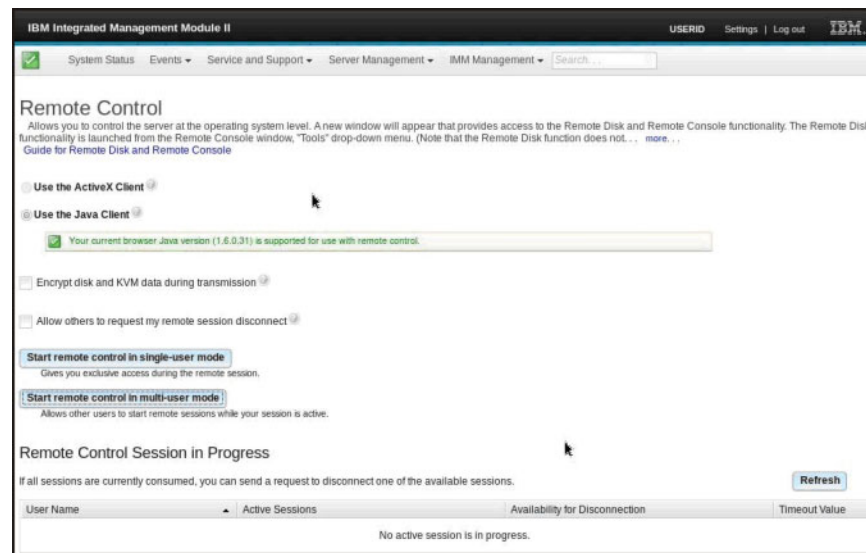 IBM Integrated Management Module II
USERID Settings | Log out IBM.
System Status Events Service and Support Server Management IMM Management Search...
Remote Control
Allows you to control the server at the operating system level. A new window will appear that provides access to the Remote Disk and Remote Console functionality. The Remote Disk
functionality is launched from the Remote Console window, "Tools" drop-down menu. (Note that the Remote Disk function does not. . . more. . .
Guide for Remote Disk and Remote Console
Use the ActiveX Client
Use the Java Client
Your current browser Java version (1.6.0.31) is supported for use with remote control.
Encrypt disk and KVM data during transmission
Allow others to request my remote session disconnect
Start remote control in single-user mode
Gives you exclusive access during the remote session.
Start remote control in multi-user mode
Allows other users to start remote sessions while your session is active.
Remote Control Session in Progress
If all sessions are currently consumed, you can send a request to disconnect one of the available sessions.
Refresh
User Name Active Sessions Availability for Disconnection Timeout Value
No active session is in progress.